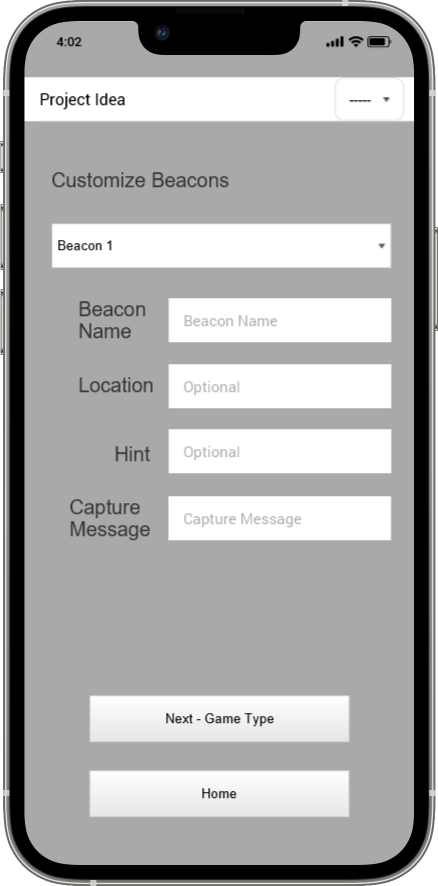 4:02
Project Idea
-----
Customize Beacons
Beacon 1
Beacon
Name
Beacon Name
Location
Optional
Hint
Optional
Capture
Message
Capture Message
Next - Game Type
Home